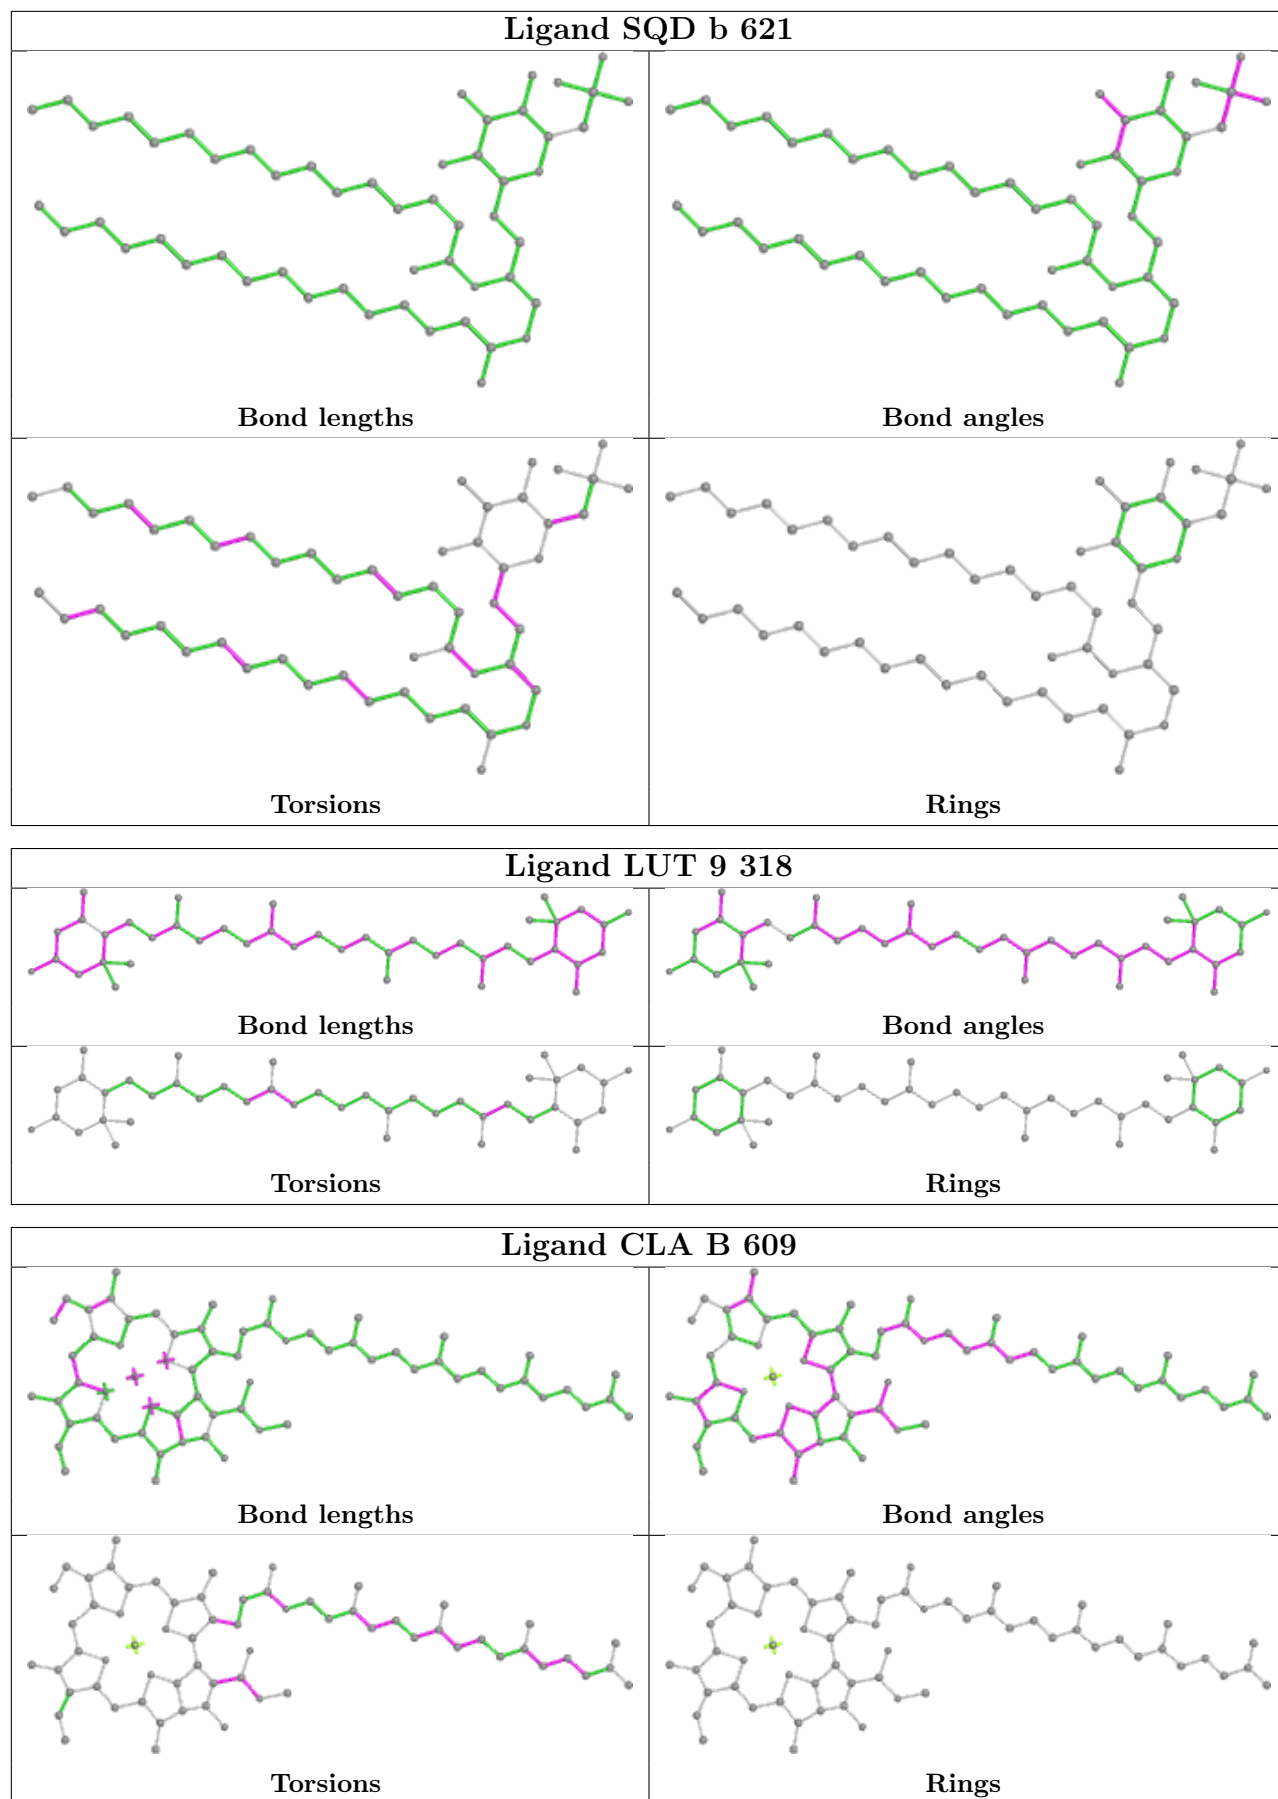 Ligand SQD b 621
Bond lengths
Bond angles
Torsions
Rings
Ligand LUT 9 318
Bond lengths
Bond angles
Torsions
Rings
Ligand CLA B 609
Bond lengths
Bond angles
Torsions
Rings